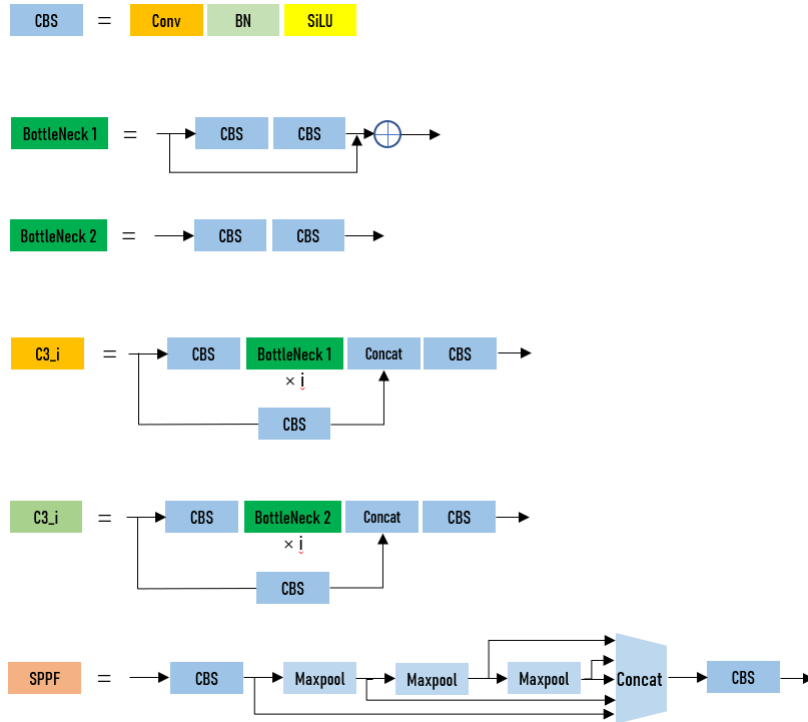 CBS = Conv BN SiLU
BottleNeck 1 = CBS CBS
BottleNeck 2 = CBS CBS
C3_i = CBS BottleNeck 1 Concat CBS
× i
CBS
C3_i = CBS BottleNeck 2 Concat CBS
× i
CBS
SPPF = CBS Maxpool Maxpool Maxpool Concat CBS